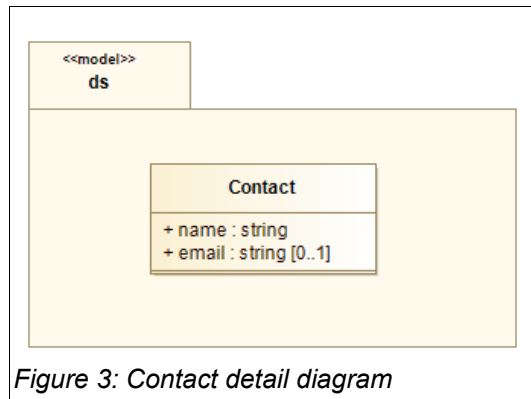 <<model>>
ds
Contact
+ name : string
+ email : string [0..1]
Figure 3: Contact detail diagram